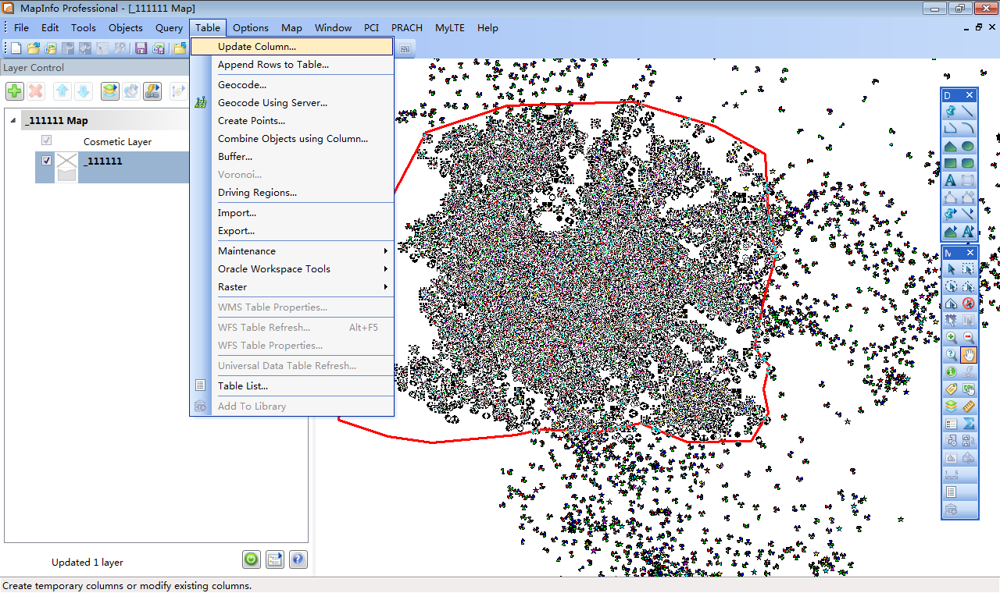 MapInfo Professional - [_111111 Map]
File Edit Tools Objects Query Table Options Map Window PCI PRACH MyLTE Help
Layer Control
_111111 Map
Cosmetic Layer
_111111
Updated 1 layer
Update Column...
Append Rows to Table...
Geocode...
Geocode Using Server...
Create Points...
Combine Objects using Column...
Buffer...
Voronoi...
Driving Regions...
Import...
Export...
Maintenance
Oracle Workspace Tools
Raster
WMS Table Properties...
WFS Table Refresh... Alt+F5
WFS Table Properties...
Universal Data Table Refresh...
Table List...
Add To Library
D
M
Create temporary columns or modify existing columns.